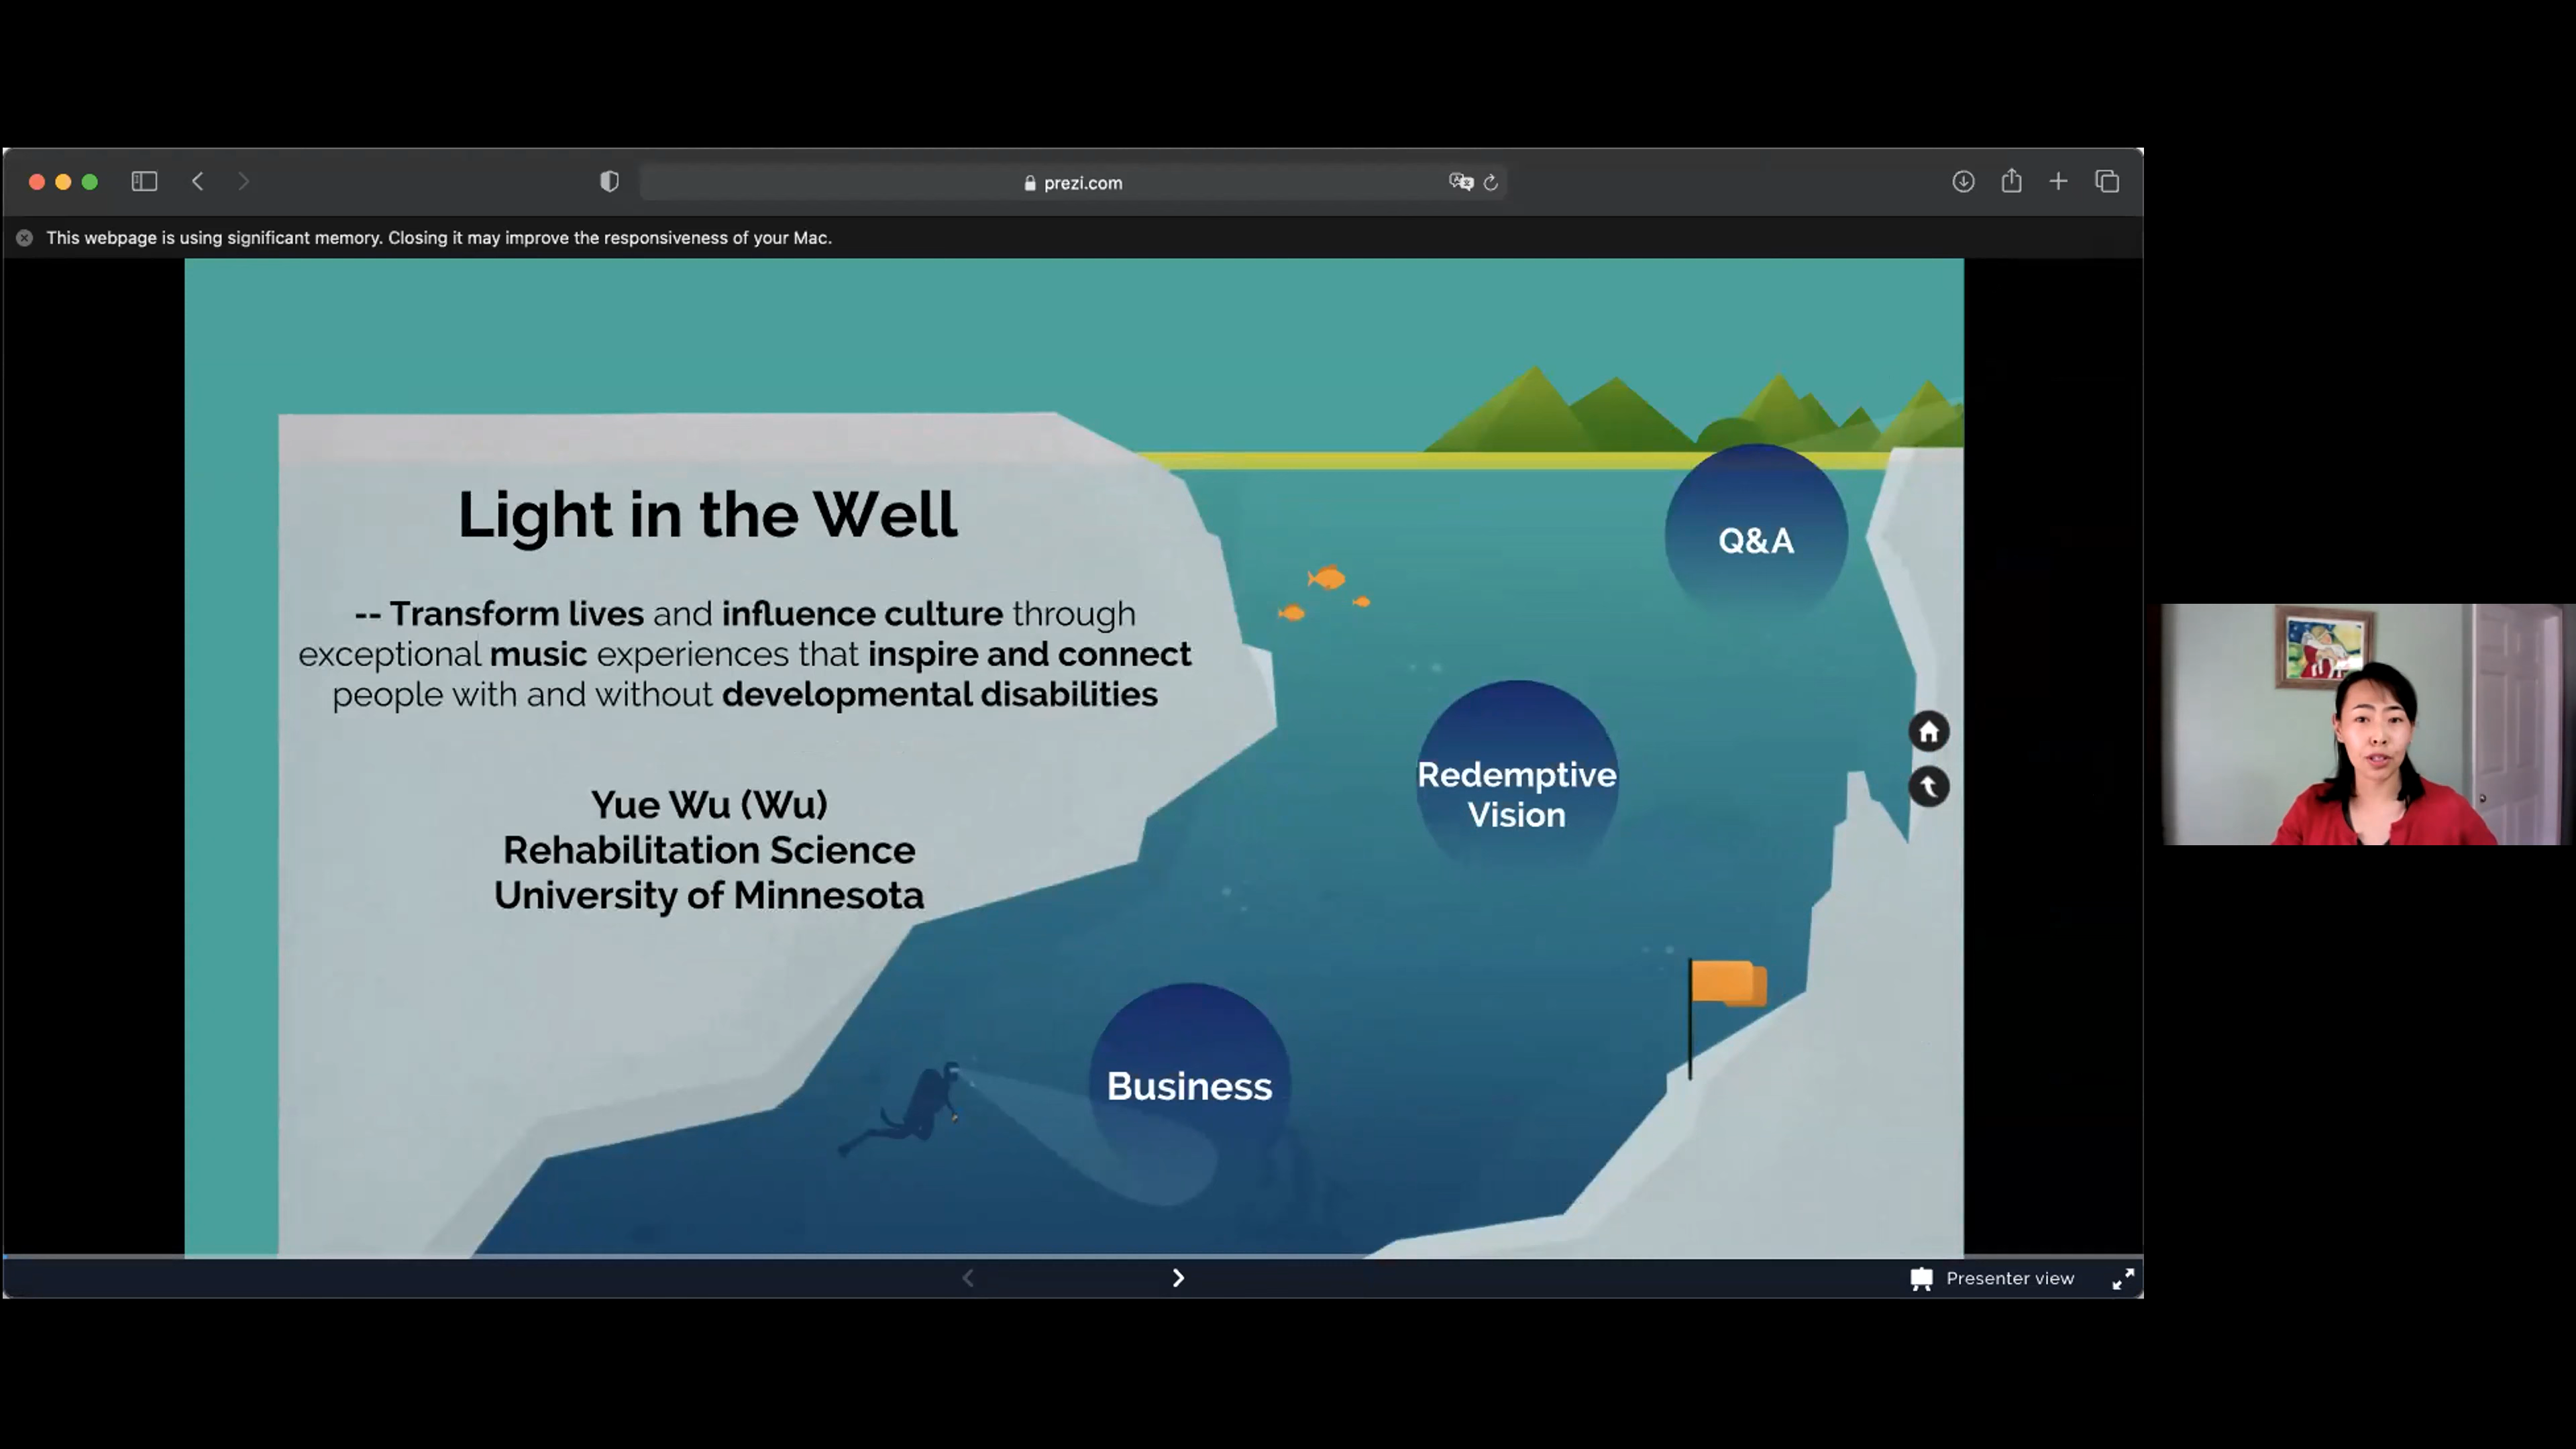 prezi.com
This webpage is using significant memory. Closing it may improve the responsiveness of your Mac.
Light in the Well
-- Transform lives and influence culture through
exceptional music experiences that inspire and connect
people with and without developmental disabilities
Yue Wu (Wu)
Rehabilitation Science
University of Minnesota
Q&A
Redemptive
Vision
Business
Presenter view